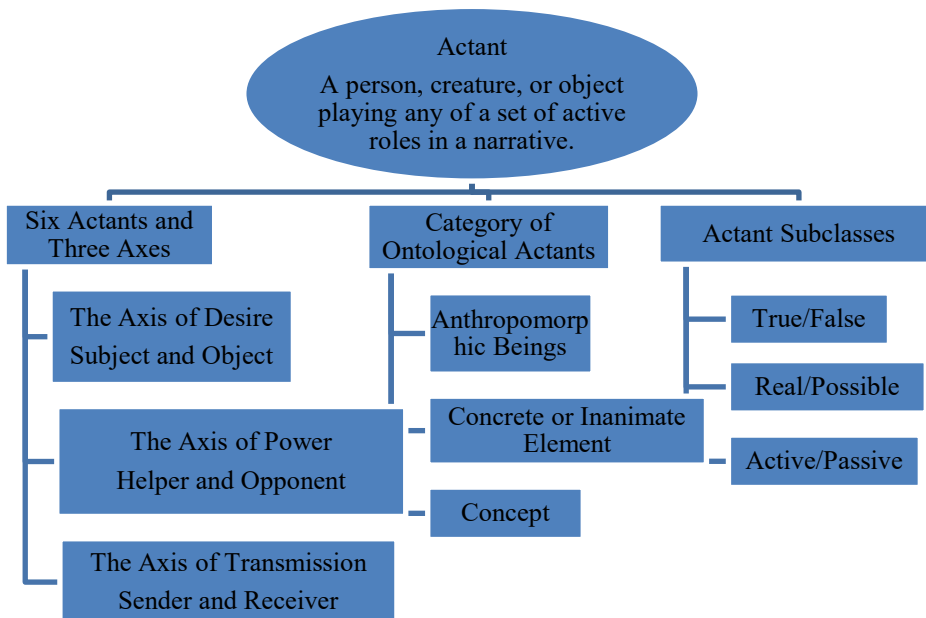 Actant
A person, creature, or object
playing any of a set of active
roles in a narrative.
Six Actants and
Three Axes
The Axis of Desire
Subject and Object
The Axis of Power
Helper and Opponent
The Axis of Transmission
Sender and Receiver
Category of
Ontological Actants
Anthropomorp
hic Beings
Concrete or Inanimate
Element
Concept
Actant Subclasses
True/False
Real/Possible
Active/Passive